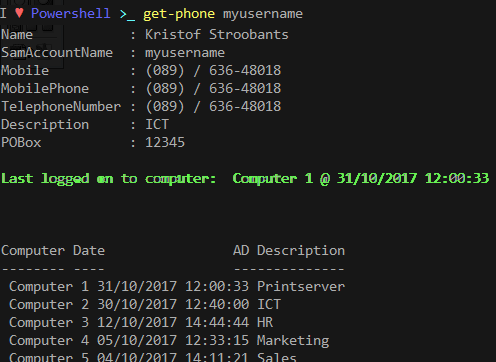 I ♥ Powershell >_ get-phone myusername
Name            : Kristof Stroobants
SamAccountName  : myusername
Mobile          : (089) / 636-48018
MobilePhone     : (089) / 636-48018
TelephoneNumber : (089) / 636-48018
Description     : ICT
POBox           : 12345
Last logged on to computer:  Computer 1 @ 31/10/2017 12:00:33
Computer Date                AD Description
-------- ----                --------------
Computer 1 31/10/2017 12:00:33 Printserver
Computer 2 30/10/2017 12:40:00 ICT
Computer 3 12/10/2017 14:44:44 HR
Computer 4 05/10/2017 12:33:15 Marketing
Computer 5 04/10/2017 14:11:21 Sales